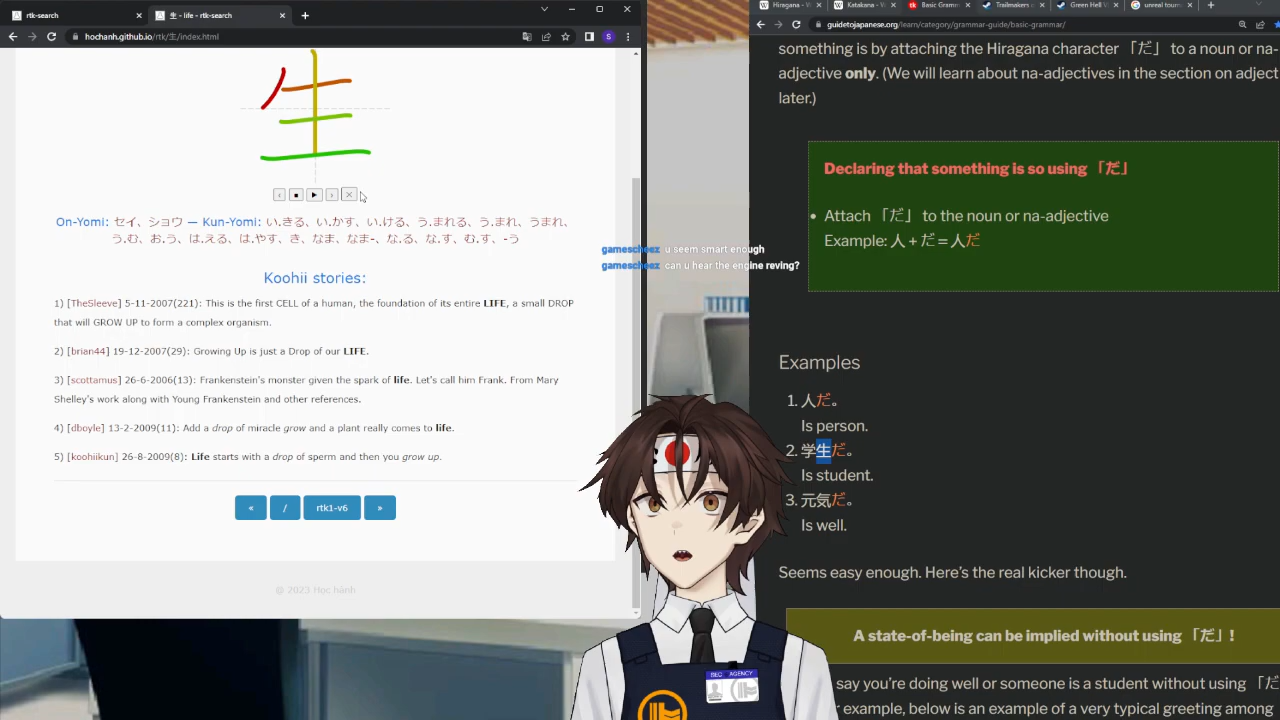 rtk-search
生 - life - rtk-search
hochanh.github.io/rtk/生/index.html
生
On-Yomi: セイ、ショウ — Kun-Yomi: い.きる、い.かす、い.ける、う.まれる、う.まれ、うまれ、
う.む、お.う、は.える、は.やす、き、なま、なま-、な.る、な.す、む.す、-う
Koohii stories:
1) [TheSleeve] 5-11-2007(221): This is the first CELL of a human, the foundation of its entire LIFE, a small DROP
that will GROW UP to form a complex organism.
2) [brian44] 19-12-2007(29): Growing Up is just a Drop of our LIFE.
3) [scottamus] 26-6-2006(13): Frankenstein's monster given the spark of life. Let's call him Frank. From Mary
Shelley's work along with Young Frankenstein and other references.
4) [dboyle] 13-2-2009(11): Add a drop of miracle grow and a plant really comes to life.
5) [koohiikun] 26-8-2009(8): Life starts with a drop of sperm and then you grow up.
« / rtk1-v6 »
@ 2023 Học hành
gamescheez u seem smart enough
gamescheez can u hear the engine reving?
SEC AGENCY
Hiragana - W Katakana - W Basic Gramm Trailmakers o Green Hell V unreal tourn
guidetojapanese.org/learn/category/grammar-guide/basic-grammar/
something is by attaching the Hiragana character 「だ」 to a noun or na-
adjective only. (We will learn about na-adjectives in the section on adject
later.)
Declaring that something is so using 「だ」
Attach 「だ」 to the noun or na-adjective
Example: 人 + だ = 人だ
Examples
1. 人だ。
Is person.
2. 学生だ。
Is student.
3. 元気だ。
Is well.
Seems easy enough. Here's the real kicker though.
A state-of-being can be implied without using 「だ」!
say you're doing well or someone is a student without using 「だ
example, below is an example of a very typical greeting among